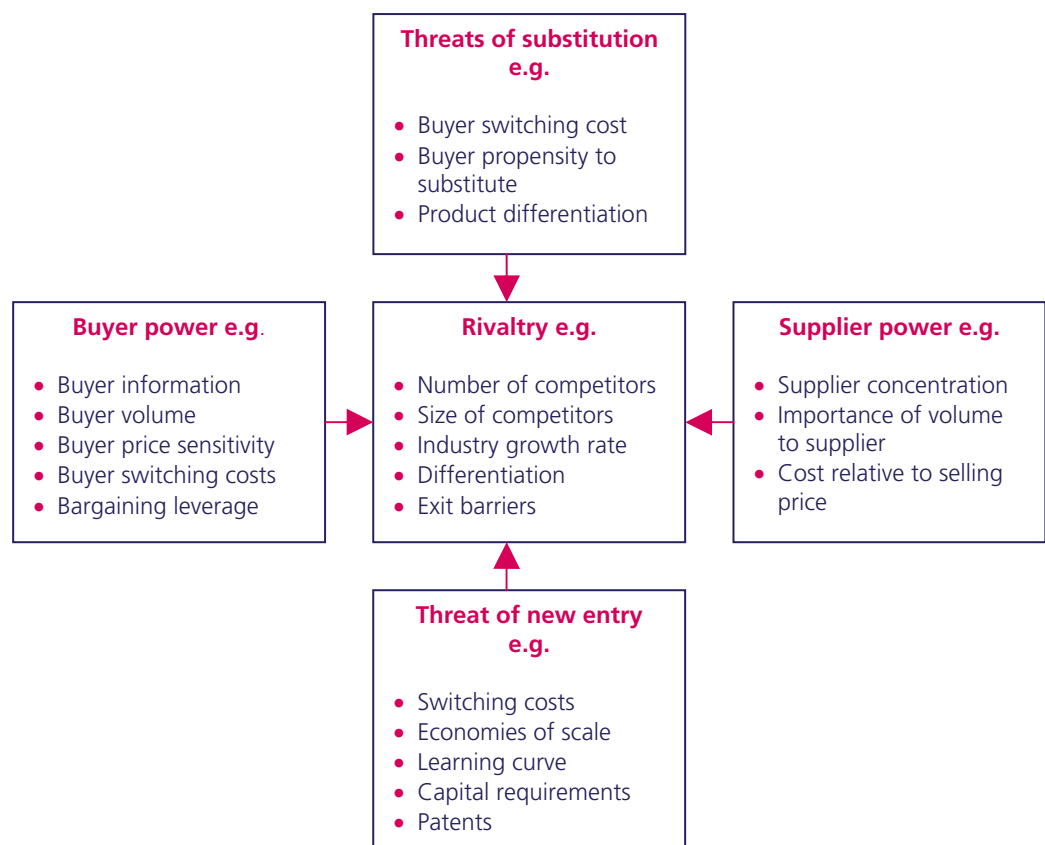 Threats of substitution
e.g.
• Buyer switching cost
• Buyer propensity to
substitute
• Product differentiation
Buyer power e.g.
• Buyer information
• Buyer volume
• Buyer price sensitivity
• Buyer switching costs
• Bargaining leverage
Rivaltry e.g.
• Number of competitors
• Size of competitors
• Industry growth rate
• Differentiation
• Exit barriers
Supplier power e.g.
• Supplier concentration
• Importance of volume
to supplier
• Cost relative to selling
price
Threat of new entry
e.g.
• Switching costs
• Economies of scale
• Learning curve
• Capital requirements
• Patents